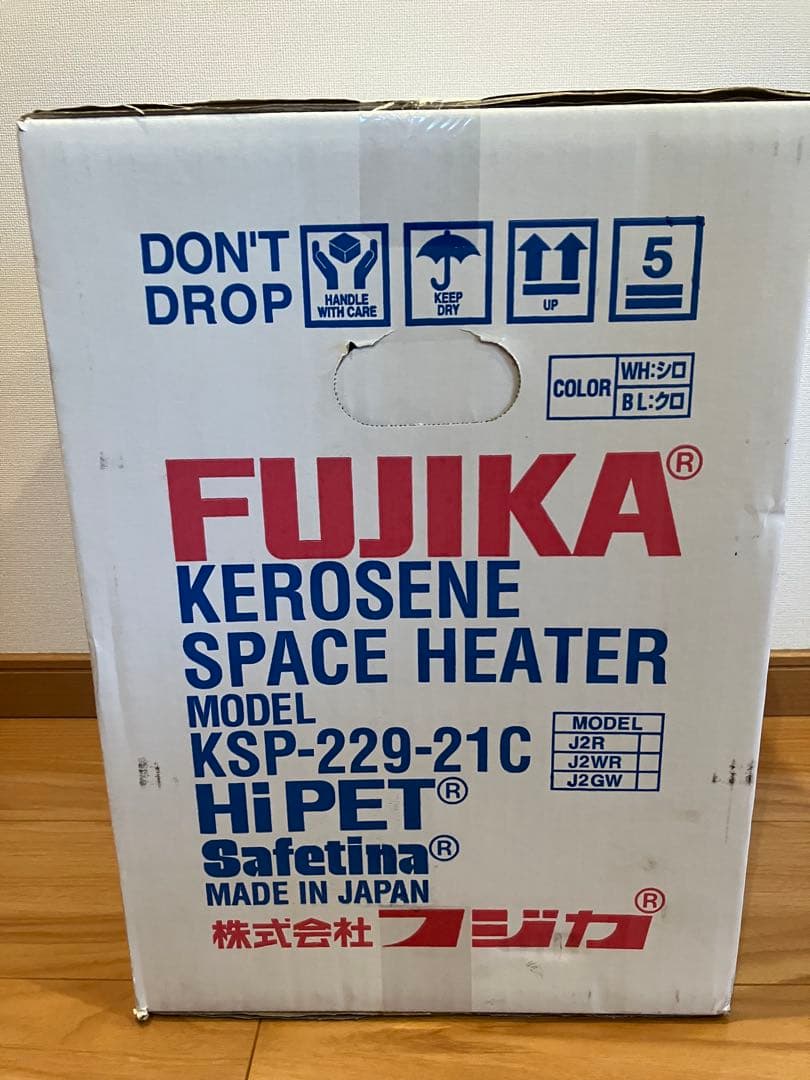 DON'T
DROP
HANDLE
WITH CARE
KEEP
DRY
UP
5
COLOR
WH:シロ
BL:クロ
FUJIKA®
KEROSENE
SPACE HEATER
MODEL
KSP-229-21C
MODEL
J2R
J2WR
J2GW
HiPET®
Safetina®
MADE IN JAPAN
株式会社フジカ®